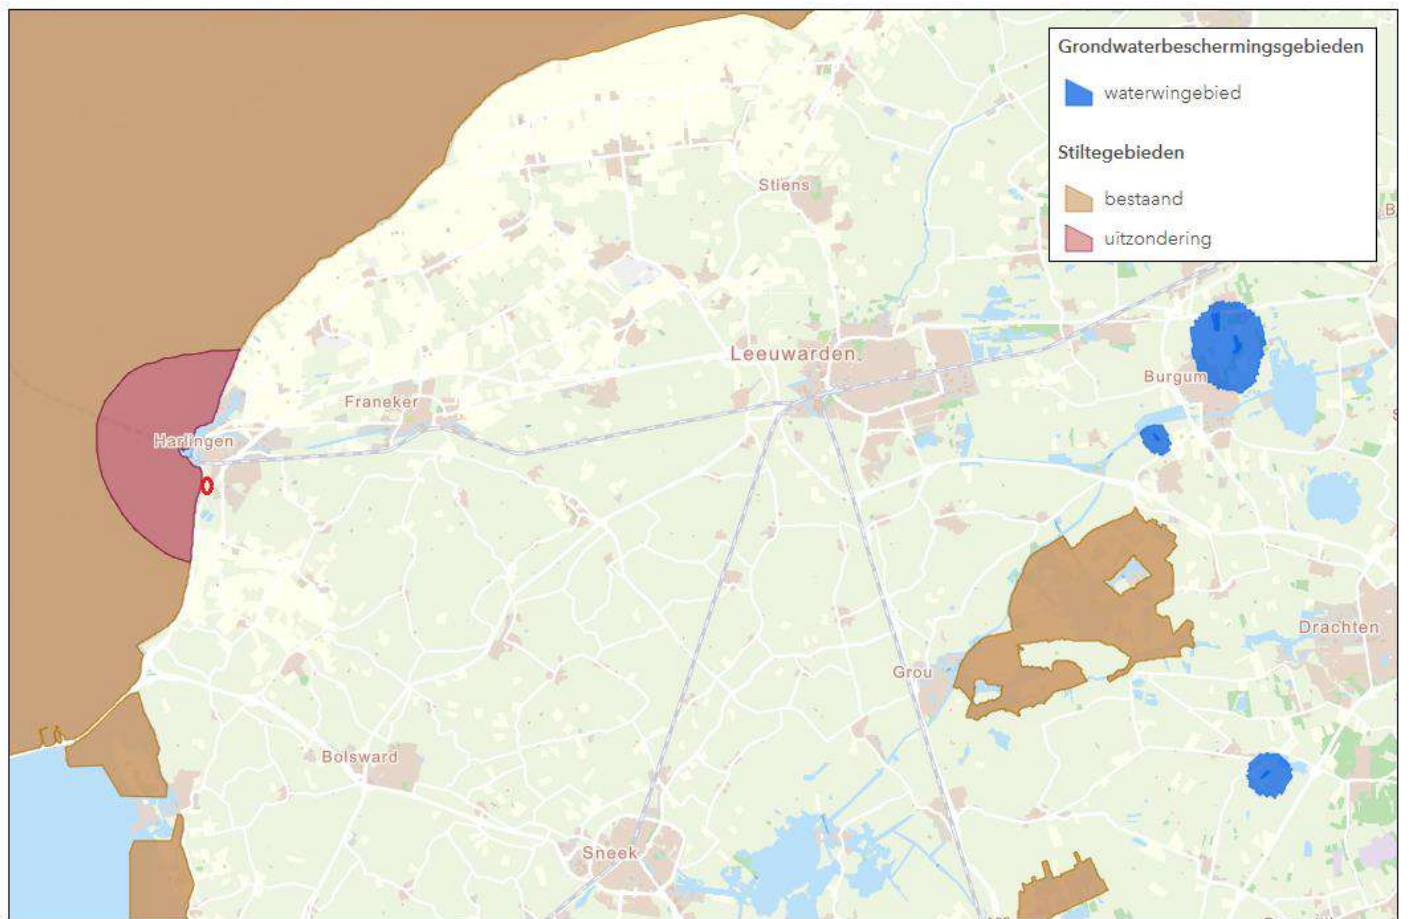 Grondwaterbeschermingsgebieden
waterwingebied
Stiltegebieden
bestaand
uitzondering
Stiens
B
Leeuwarden
Burgum
Franeker
Harlingen
Drachten
Grou
Bolsward
Sneek